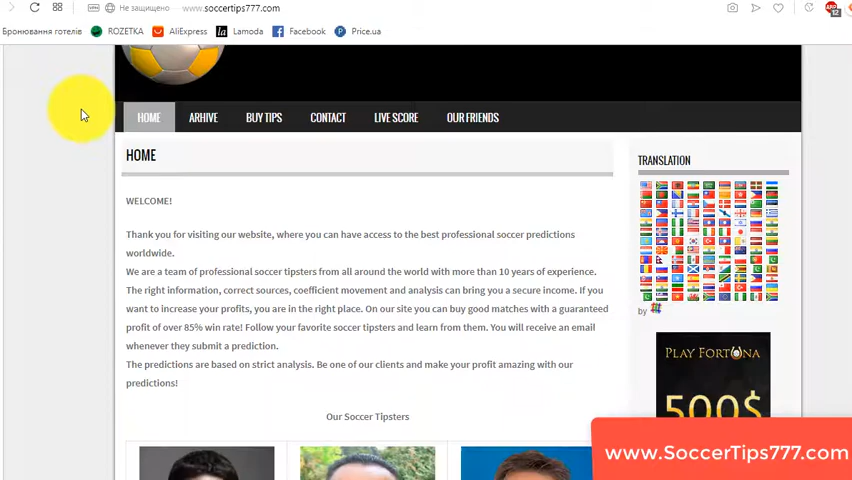 VPN Не защищено www.soccertips777.com
12
Бронювання готелів ROZETKA AliExpress la Lamoda Facebook P Price.ua
HOME ARHIVE BUY TIPS CONTACT LIVE SCORE OUR FRIENDS
HOME
WELCOME!
Thank you for visiting our website, where you can have access to the best professional soccer predictions
worldwide.
We are a team of professional soccer tipsters from all around the world with more than 10 years of experience.
The right information, correct sources, coefficient movement and analysis can bring you a secure income. If you
want to increase your profits, you are in the right place. On our site you can buy good matches with a guaranteed
profit of over 85% win rate! Follow your favorite soccer tipsters and learn from them. You will receive an email
whenever they submit a prediction.
The predictions are based on strict analysis. Be one of our clients and make your profit amazing with our
predictions!
Our Soccer Tipsters
TRANSLATION
by
PLAY FORTUNA
500$
www.SoccerTips777.com